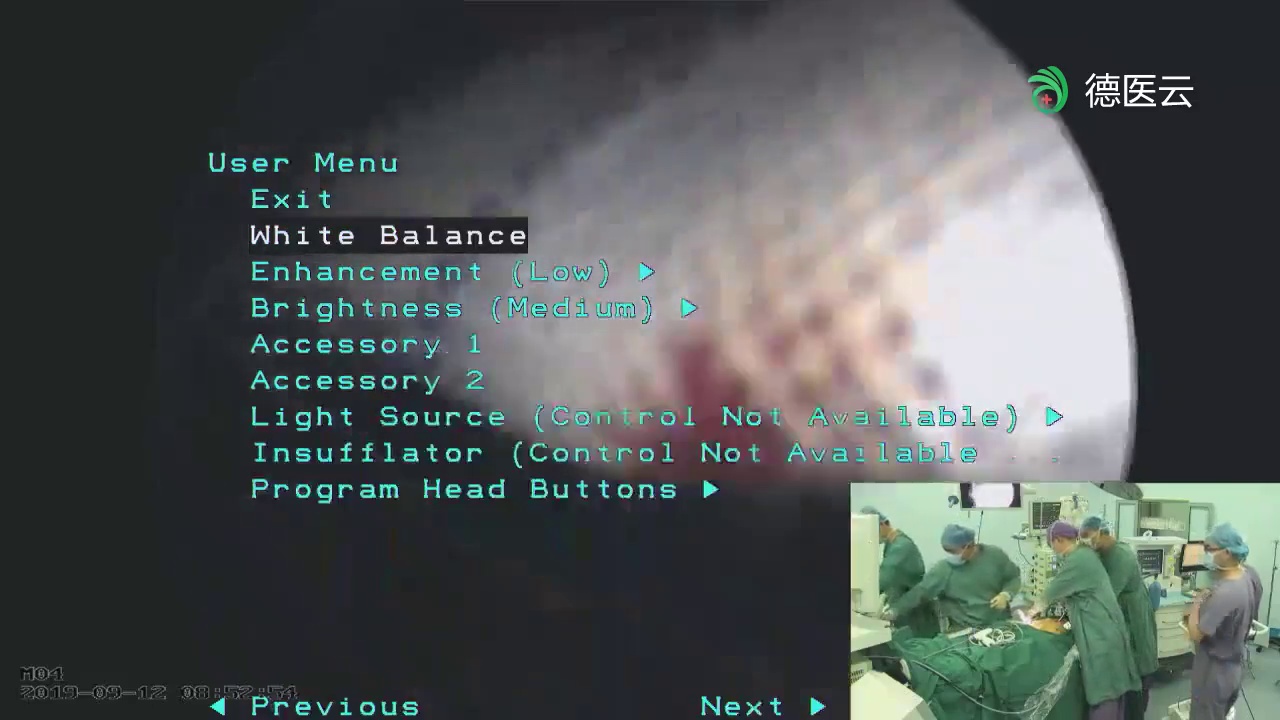 德医云
User Menu
Exit
White Balance
Enhancement (Low) ▶
Brightness (Medium) ▶
Accessory 1
Accessory 2
Light Source (Control Not Available) ▶
Insufflator (Control Not Available
Program Head Buttons ▶
M04
2019-09-12 08:52:54
◀ Previous
Next ▶